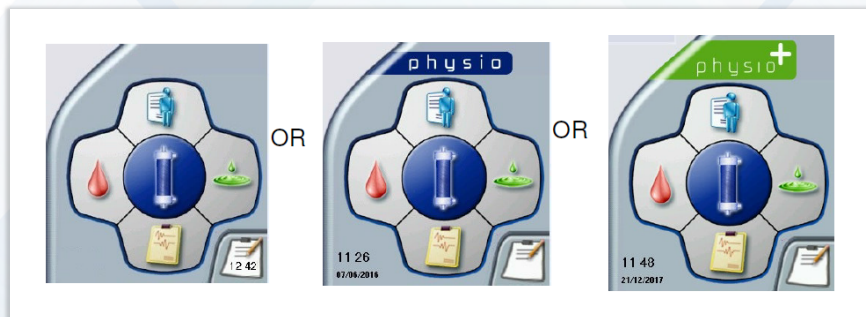 physio
physio+
OR
OR
12 42
11 26
07/06/2016
11 48
21/12/2017